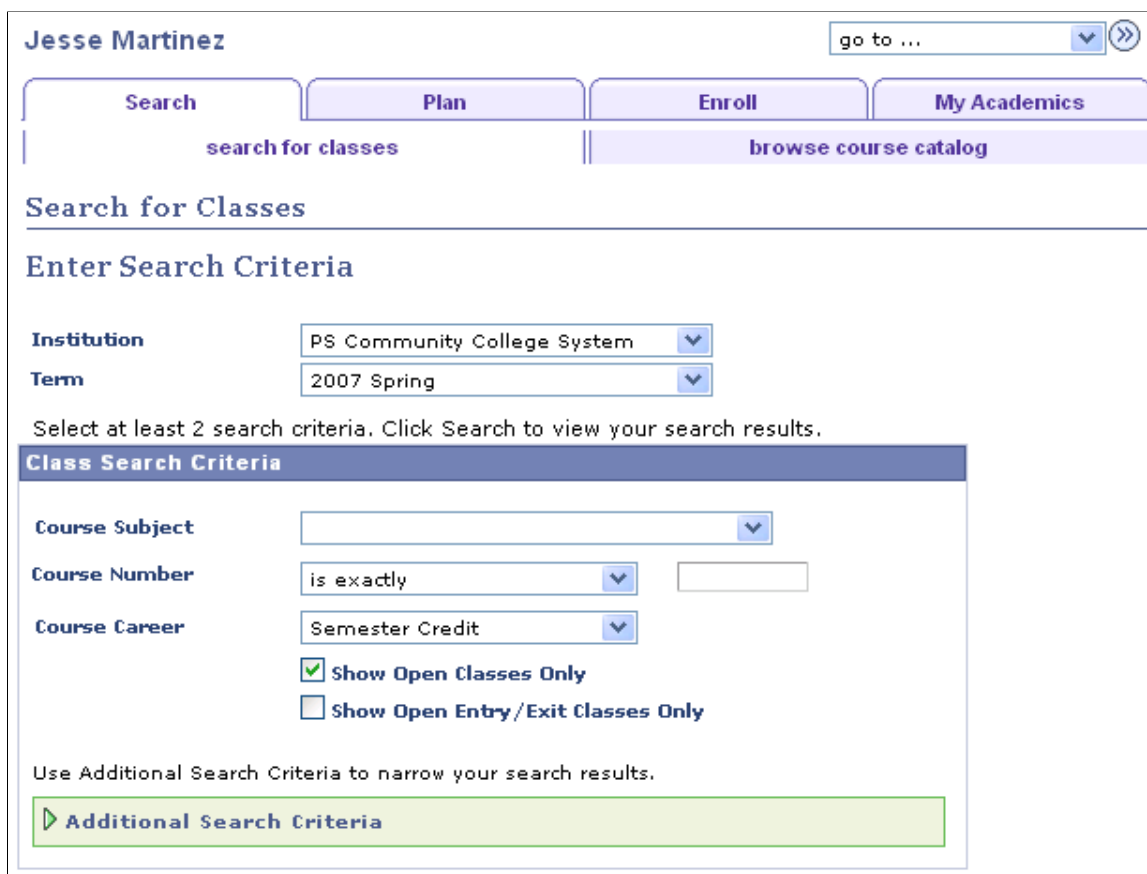 Jesse Martinez
go to ...
Search Plan Enroll My Academics
search for classes browse course catalog
Search for Classes
Enter Search Criteria
Institution PS Community College System
Term 2007 Spring
Select at least 2 search criteria. Click Search to view your search results.
Class Search Criteria
Course Subject
Course Number is exactly
Course Career Semester Credit
Show Open Classes Only
Show Open Entry/Exit Classes Only
Use Additional Search Criteria to narrow your search results.
Additional Search Criteria